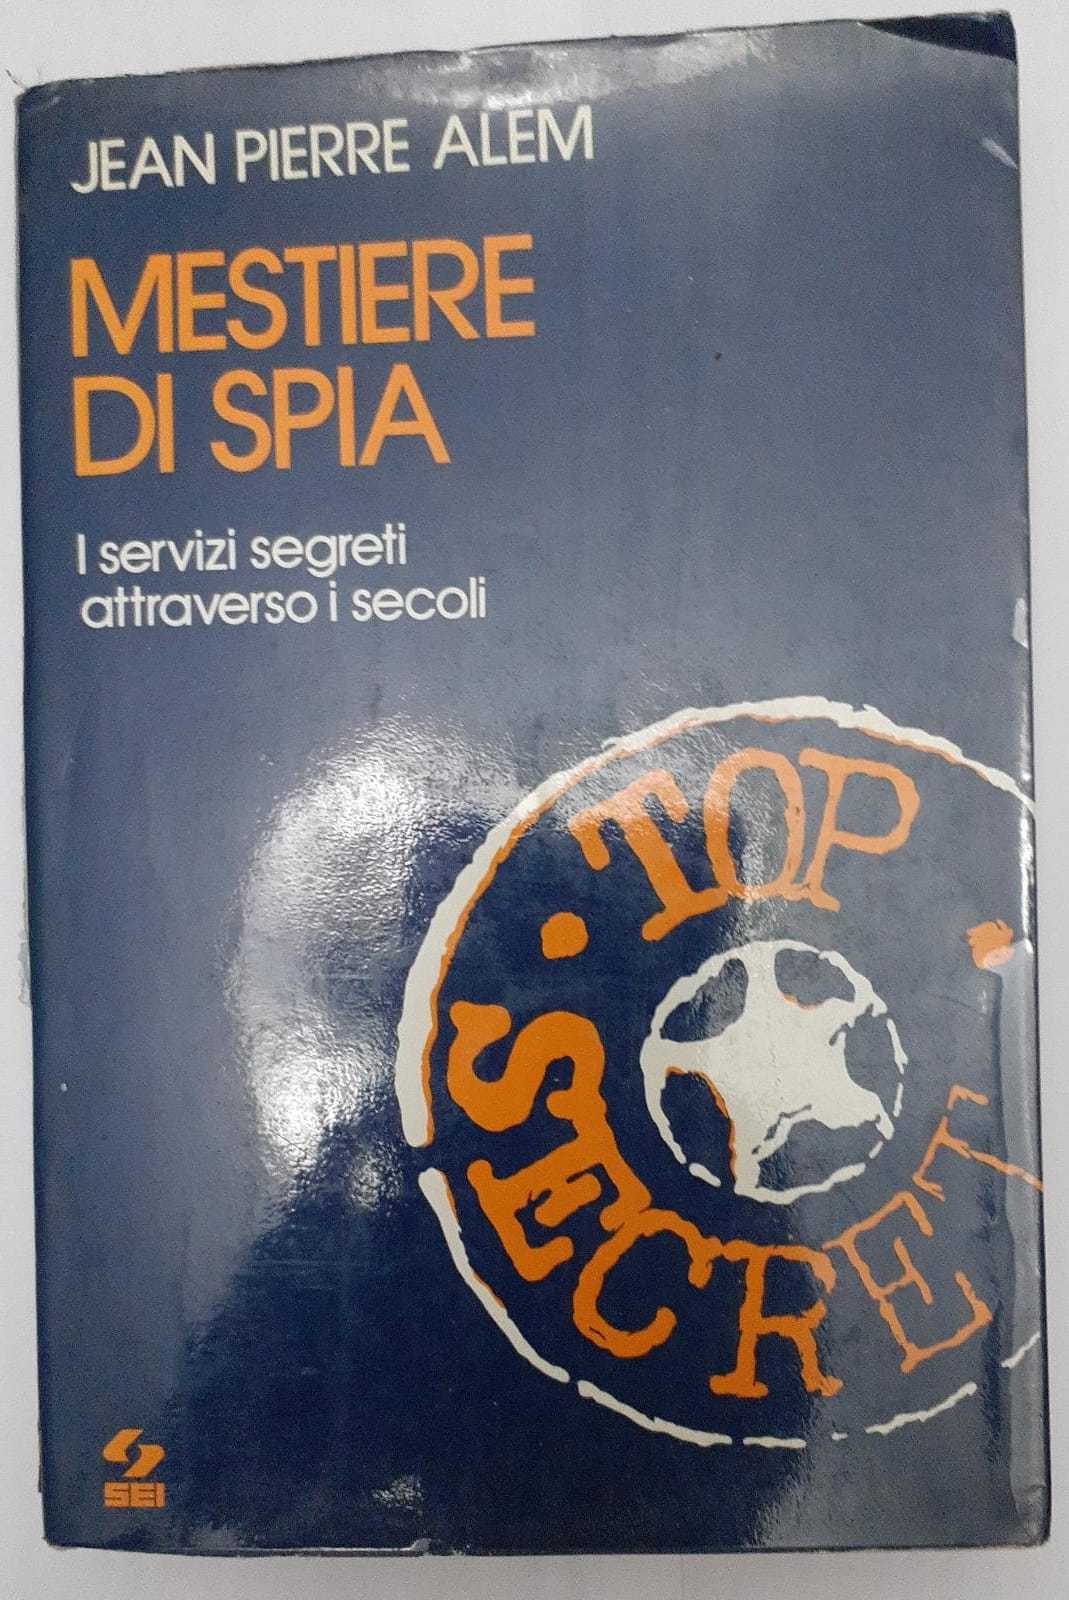 JEAN PIERRE ALEM
MESTIERE
DI SPIA
I servizi segreti
attraverso i secoli
• TOP •
SECRET
SEI